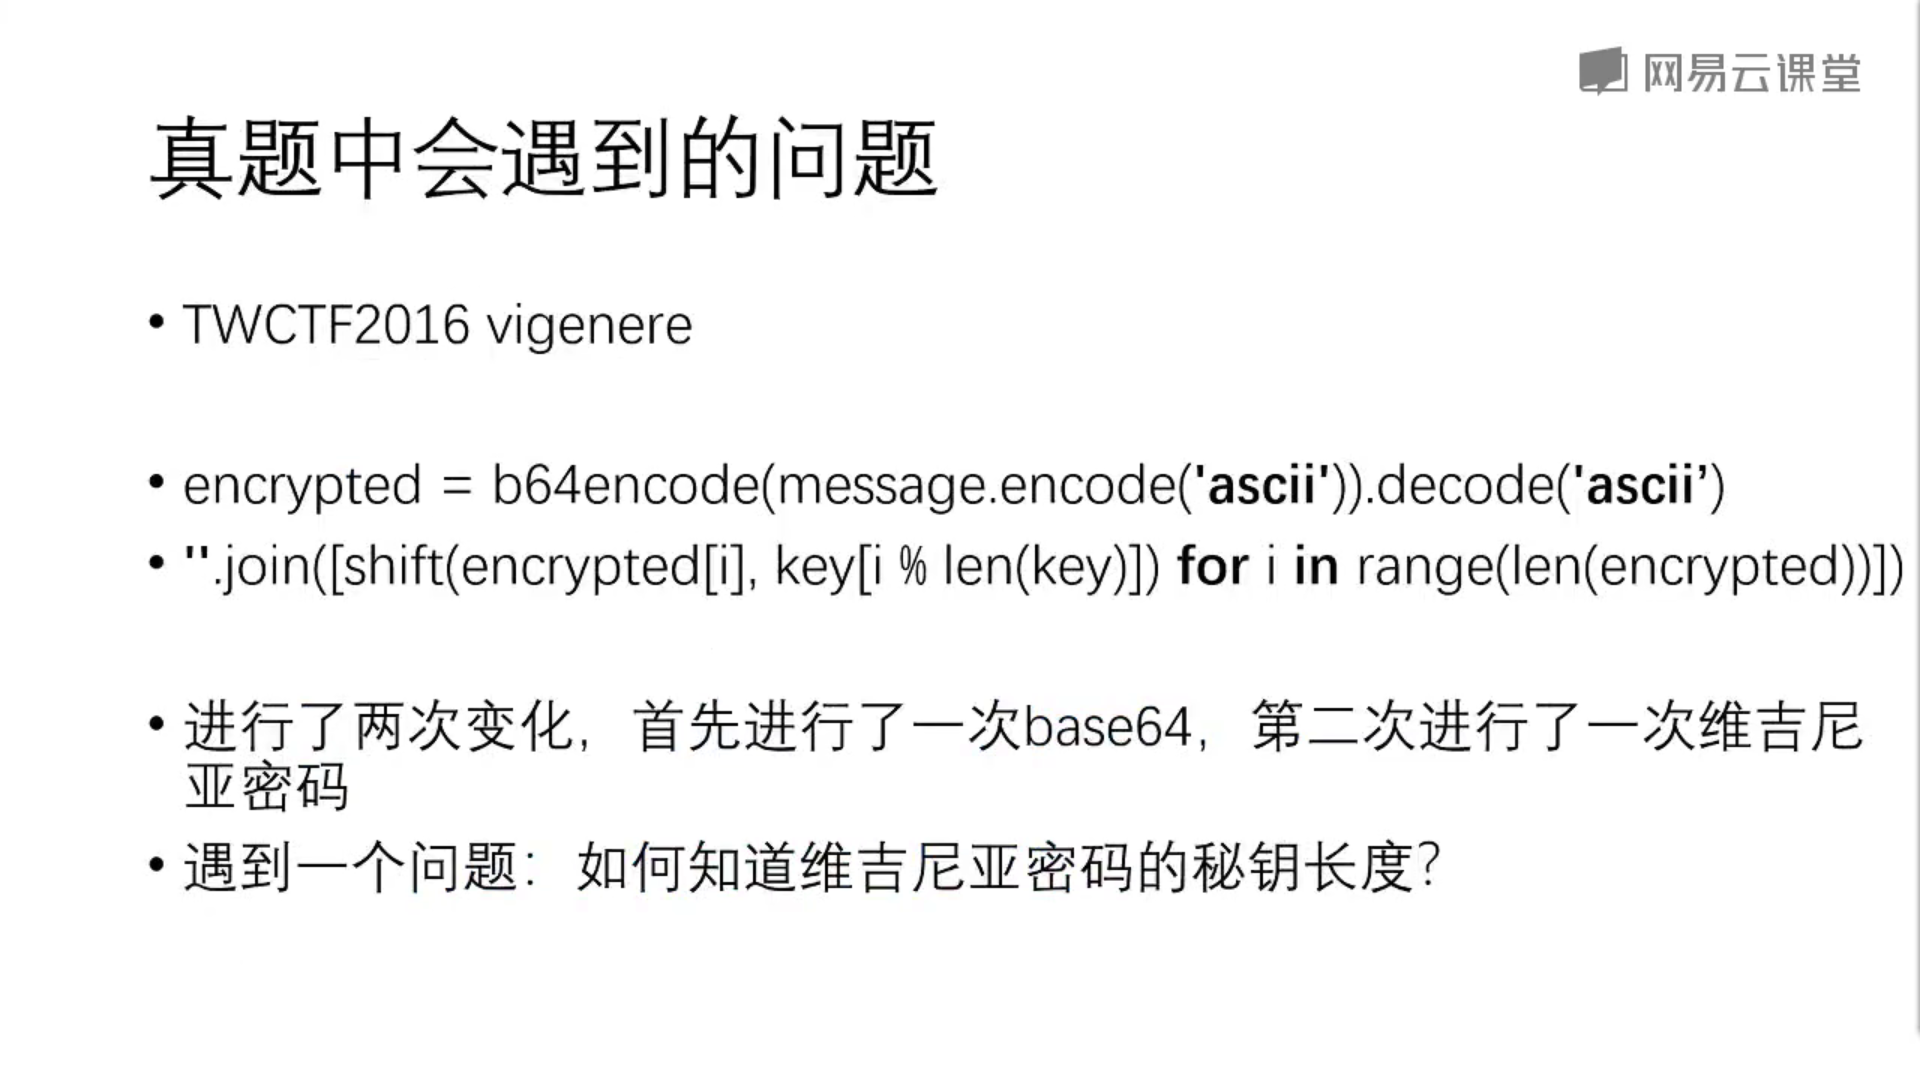 网易云课堂
真题中会遇到的问题
• TWCTF2016 vigenere
• encrypted = b64encode(message.encode('ascii')).decode('ascii’)
• ''.join([shift(encrypted[i], key[i % len(key)]) for i in range(len(encrypted))])
• 进行了两次变化，首先进行了一次base64，第二次进行了一次维吉尼
亚密码
• 遇到一个问题：如何知道维吉尼亚密码的秘钥长度？